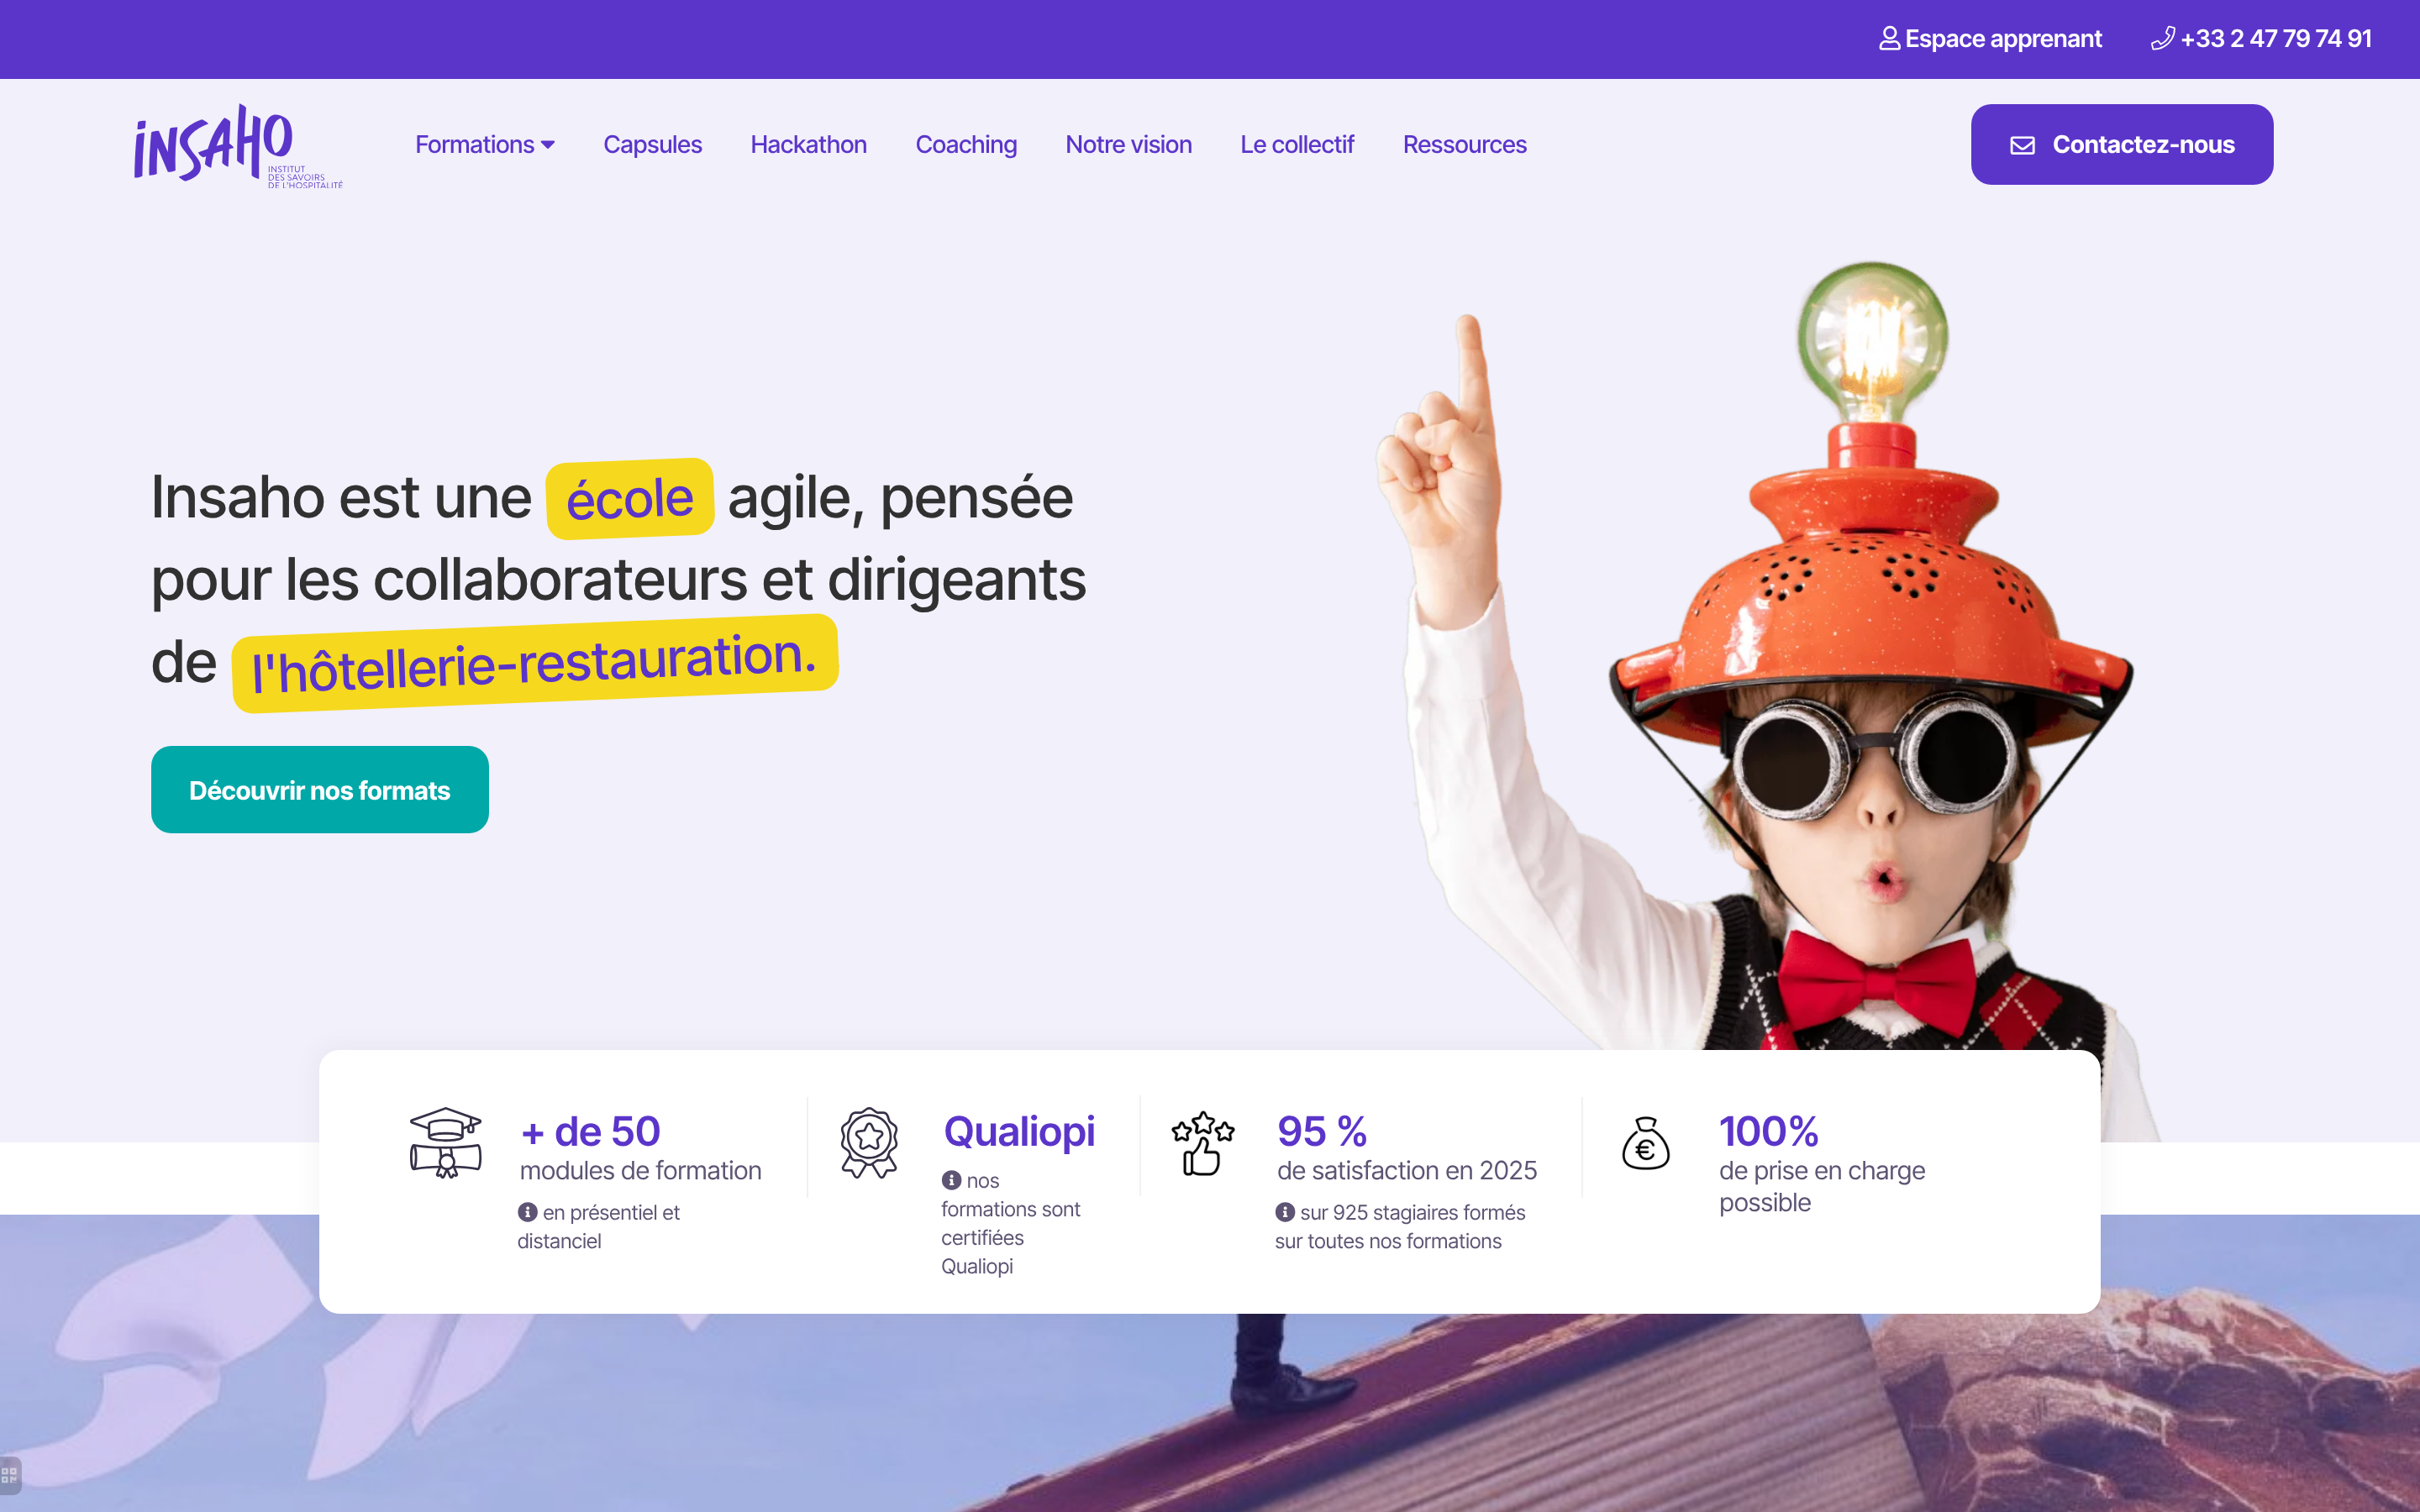 Espace apprenant
+33 2 47 79 74 91
iNSAHO
INSTITUT
DES SAVOIRS
DE L'HOSPITALITÉ
Formations
Capsules
Hackathon
Coaching
Notre vision
Le collectif
Ressources
Contactez-nous
Insaho est une école agile, pensée
pour les collaborateurs et dirigeants
de l'hôtellerie-restauration.
Découvrir nos formats
+ de 50
modules de formation
en présentiel et
distanciel
Qualiopi
nos
formations sont
certifiées
Qualiopi
95 %
de satisfaction en 2025
sur 925 stagiaires formés
sur toutes nos formations
100%
de prise en charge
possible